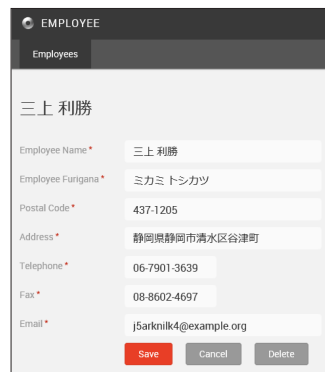 EMPLOYEE
Employees
三上 利勝
Employee Name* 三上 利勝
Employee Furigana* ミカミ トシカツ
Postal Code* 437-1205
Address* 静岡県静岡市清水区谷津町
Telephone* 06-7901-3639
Fax* 08-8602-4697
Email* j5arknilk4@example.org
Save Cancel Delete